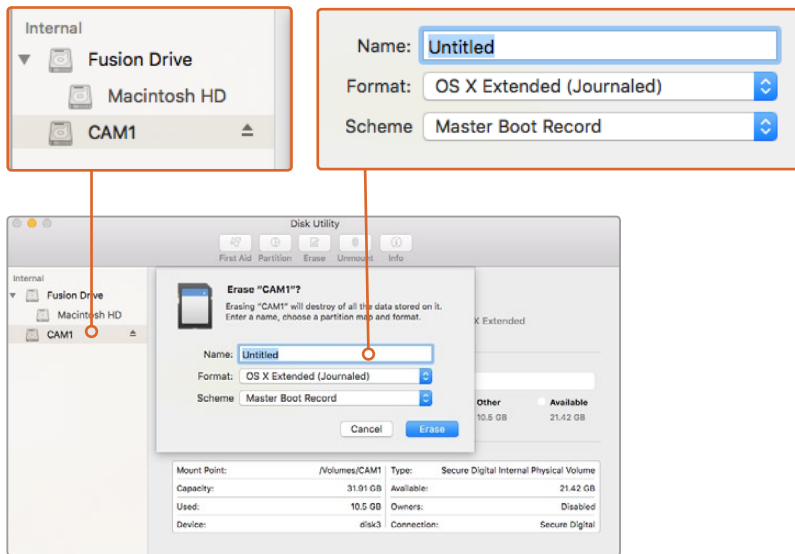 Internal
Fusion Drive
Macintosh HD
CAM1
Name: Untitled
Format: OS X Extended (Journaled)
Scheme Master Boot Record
Disk Utility
First Aid Partition Erase Unmount Info
Internal
Fusion Drive
Macintosh HD
CAM1
Erase “CAM1”?
Erasing “CAM1” will destroy of all the data stored on it.
Enter a name, choose a partition map and format.
X Extended
Name: Untitled
Format: OS X Extended (Journaled)
Scheme Master Boot Record
Other Available
10.5 GB 21.42 GB
Cancel Erase
Mount Point: /Volumes/CAM1 Type: Secure Digital Internal Physical Volume
Capacity: 31.91 GB Available: 21.42 GB
Used: 10.5 GB Owners: Disabled
Device: disk3 Connection: Secure Digital